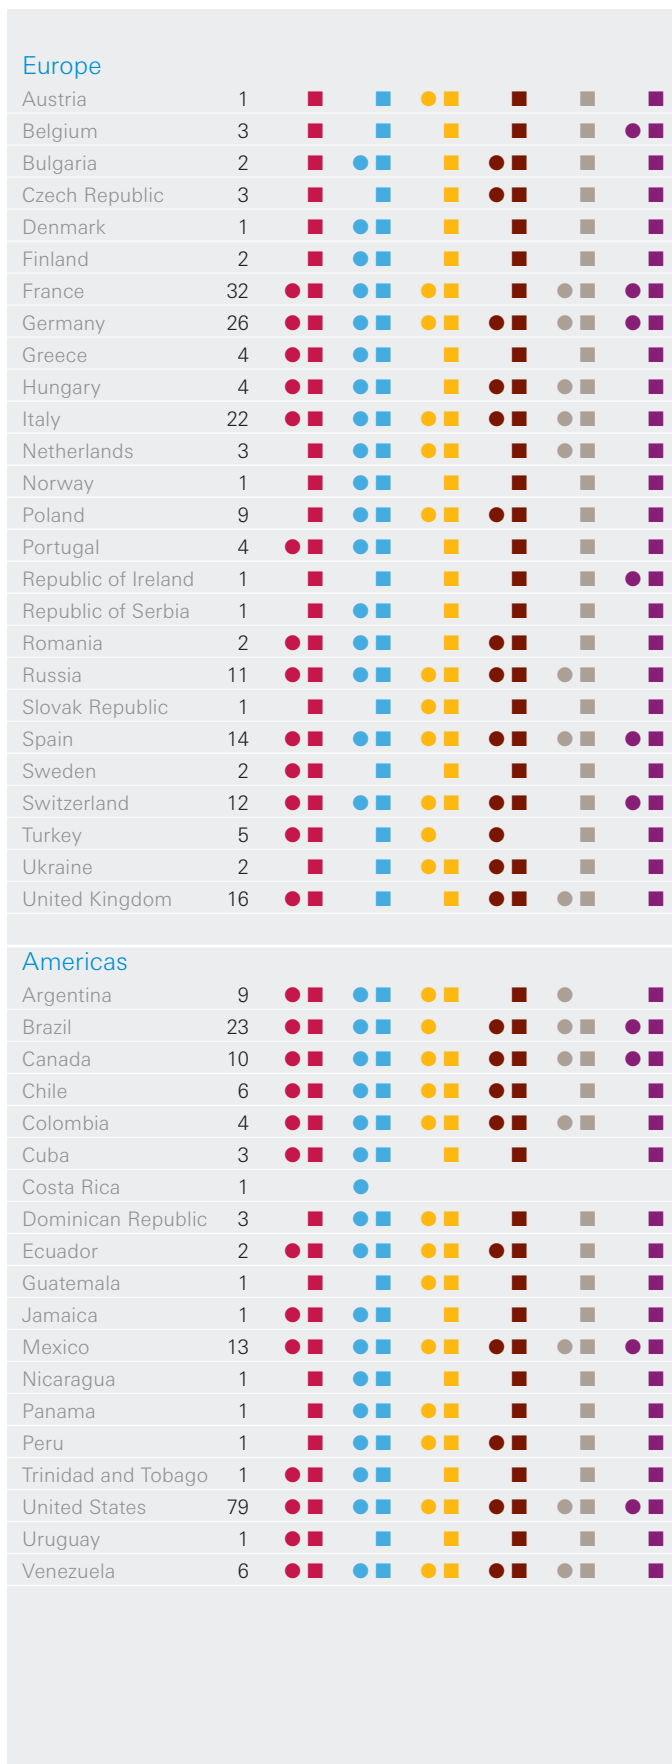 Europe
Austria 1
Belgium 3
Bulgaria 2
Czech Republic 3
Denmark 1
Finland 2
France 32
Germany 26
Greece 4
Hungary 4
Italy 22
Netherlands 3
Norway 1
Poland 9
Portugal 4
Republic of Ireland 1
Republic of Serbia 1
Romania 2
Russia 11
Slovak Republic 1
Spain 14
Sweden 2
Switzerland 12
Turkey 5
Ukraine 2
United Kingdom 16
Americas
Argentina 9
Brazil 23
Canada 10
Chile 6
Colombia 4
Cuba 3
Costa Rica 1
Dominican Republic 3
Ecuador 2
Guatemala 1
Jamaica 1
Mexico 13
Nicaragua 1
Panama 1
Peru 1
Trinidad and Tobago 1
United States 79
Uruguay 1
Venezuela 6